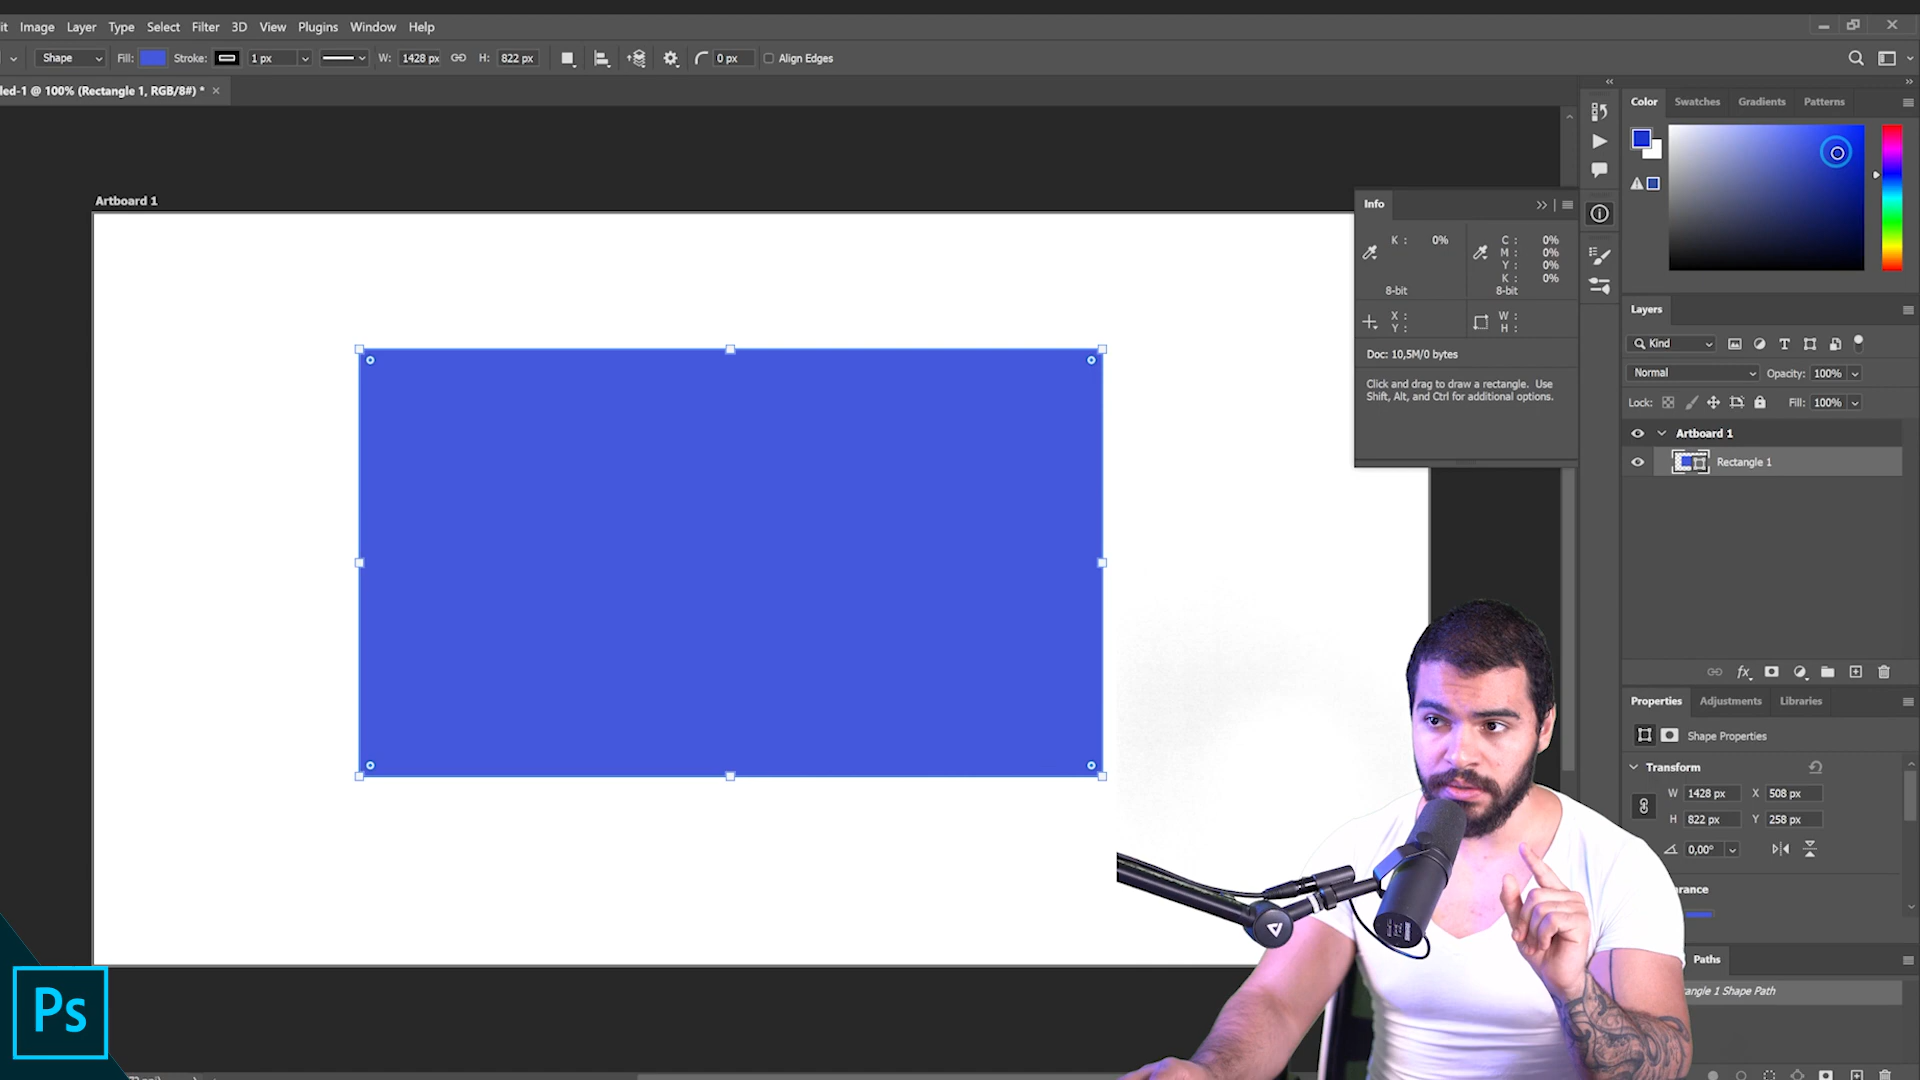 it Image Layer Type Select Filter 3D View Plugins Window Help
Shape Fill: Stroke: 1 px W: 1428 px H: 822 px 0 px Align Edges
led-1 @ 100% (Rectangle 1, RGB/8#) *
Color Swatches Gradients Patterns
Artboard 1
Info
K : 0%
8-bit
C : 0%
M : 0%
Y : 0%
K : 0%
8-bit
X :
Y :
W :
H :
Doc: 10,5M/0 bytes
Click and drag to draw a rectangle. Use
Shift, Alt, and Ctrl for additional options.
Layers
Kind
Normal Opacity: 100%
Lock: Fill: 100%
Artboard 1
Rectangle 1
fx
Properties Adjustments Libraries
Shape Properties
Transform
W 1428 px X 508 px
H 822 px Y 258 px
0,00°
arance
Paths
angle 1 Shape Path
Ps